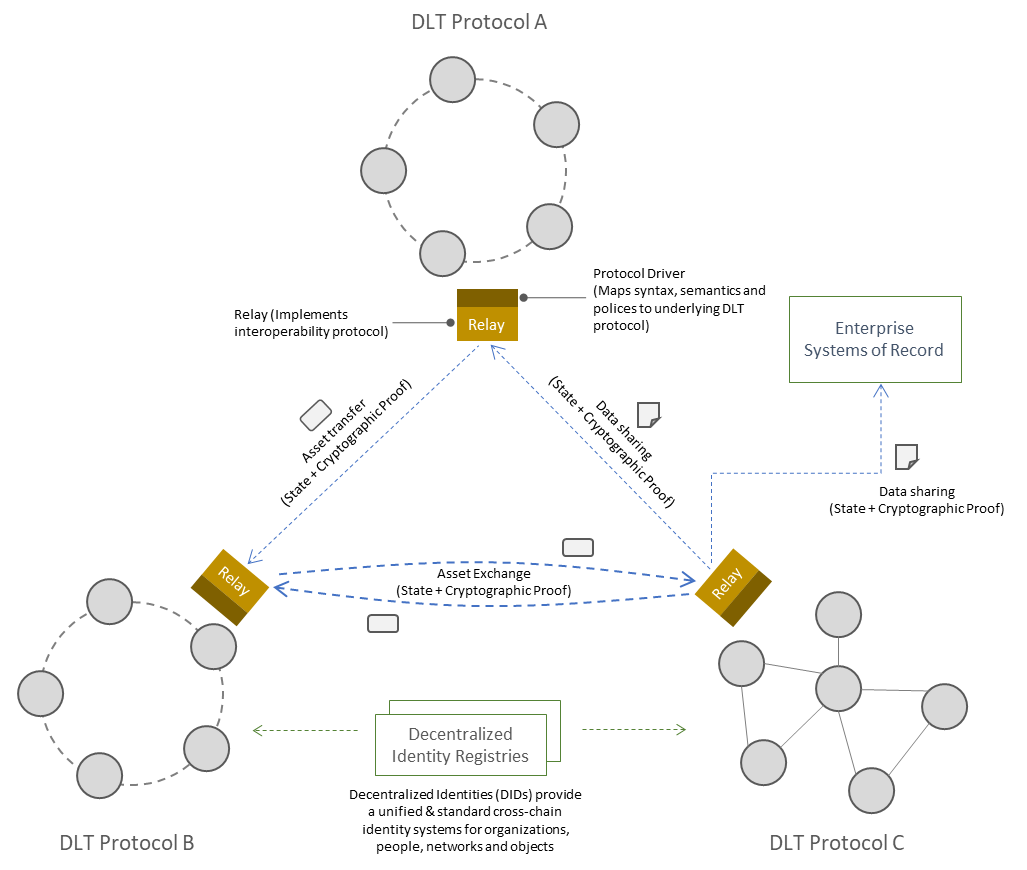 DLT Protocol A
Protocol Driver
(Maps syntax, semantics and
polices to underlying DLT
protocol)
Relay (Implements
interoperability protocol)
Relay
Enterprise
Systems of Record
Asset transfer
(State + Cryptographic Proof)
Data sharing
(State + Cryptographic Proof)
Data sharing
(State + Cryptographic Proof)
Relay
Asset Exchange
(State + Cryptographic Proof)
Relay
Decentralized
Identity Registries
Decentralized Identities (DIDs) provide
a unified & standard cross-chain
identity systems for organizations,
people, networks and objects
DLT Protocol B
DLT Protocol C